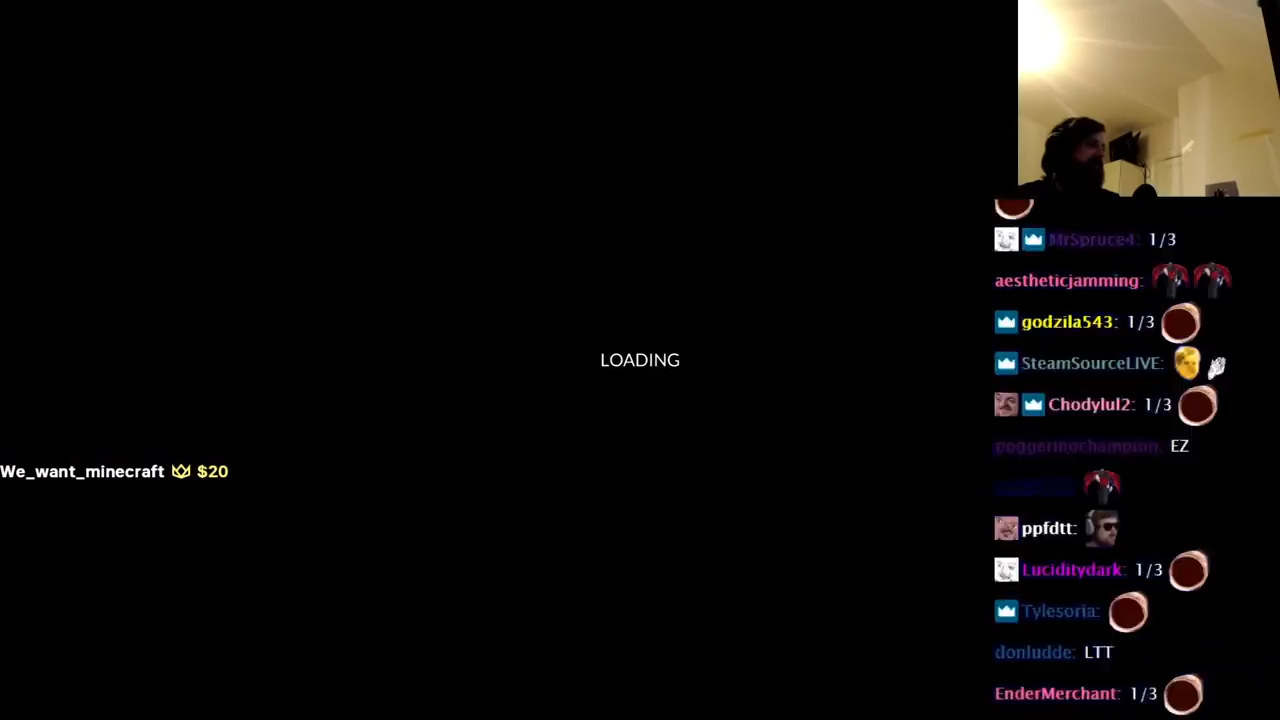 MrSpruce4: 1/3
aestheticjamming:
godzila543: 1/3
SteamSourceLIVE:
Chodylul2: 1/3
LOADING
poggerinochampion: EZ
We_want_minecraft $20
ppfdtt:
Luciditydark: 1/3
Tylesoria:
donludde: LTT
EnderMerchant: 1/3